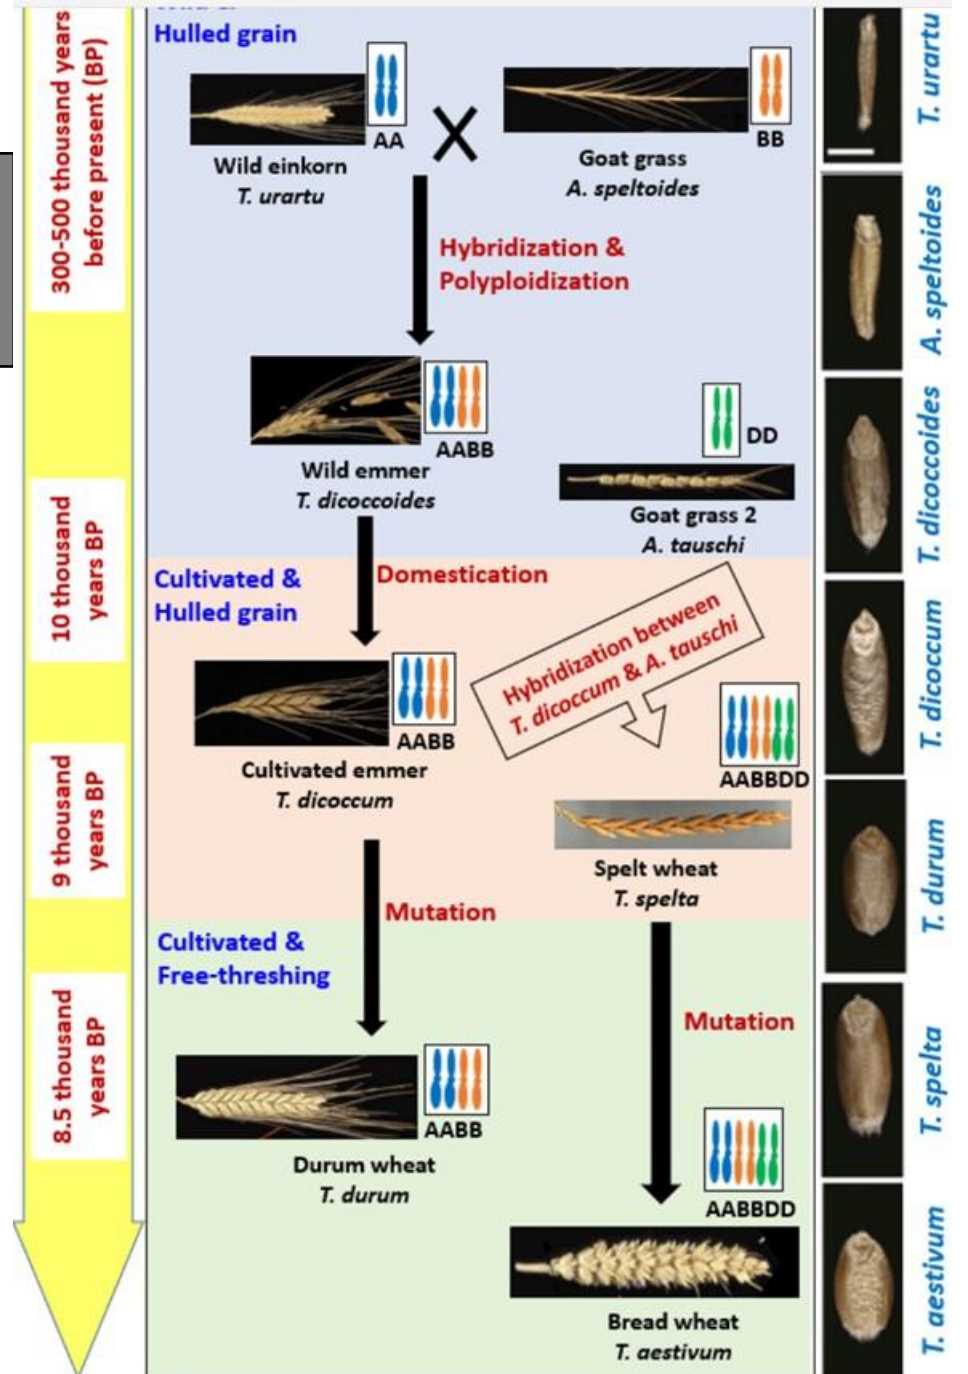 300-500 thousand years
before present (BP)
10 thousand
years BP
9 thousand
years BP
8.5 thousand
years BP
Hulled grain
AA
Wild einkorn
T. urartu
BB
Goat grass
A. speltoides
Hybridization &
Polyploidization
AABB
Wild emmer
T. dicoccoides
DD
Goat grass 2
A. tauschi
Cultivated &
Hulled grain
Domestication
Hybridization between
T. dicoccum & A. tauschi
AABB
Cultivated emmer
T. dicoccum
AABBDD
Spelt wheat
T. spelta
Mutation
Cultivated &
Free-threshing
Mutation
AABB
Durum wheat
T. durum
AABBDD
Bread wheat
T. aestivum
T. urartu
A. speltoides
T. dicoccoides
T. dicoccum
T. durum
T. spelta
T. aestivum